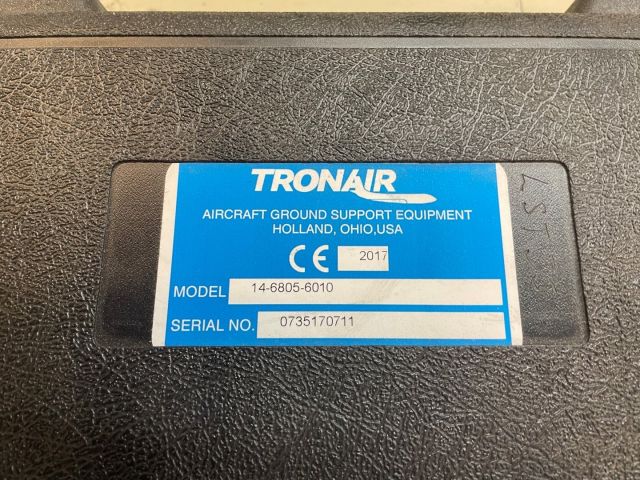 TRONAIR
AIRCRAFT GROUND SUPPORT EQUIPMENT
HOLLAND, OHIO,USA
CE 2017
MODEL 14-6805-6010
SERIAL NO. 0735170711